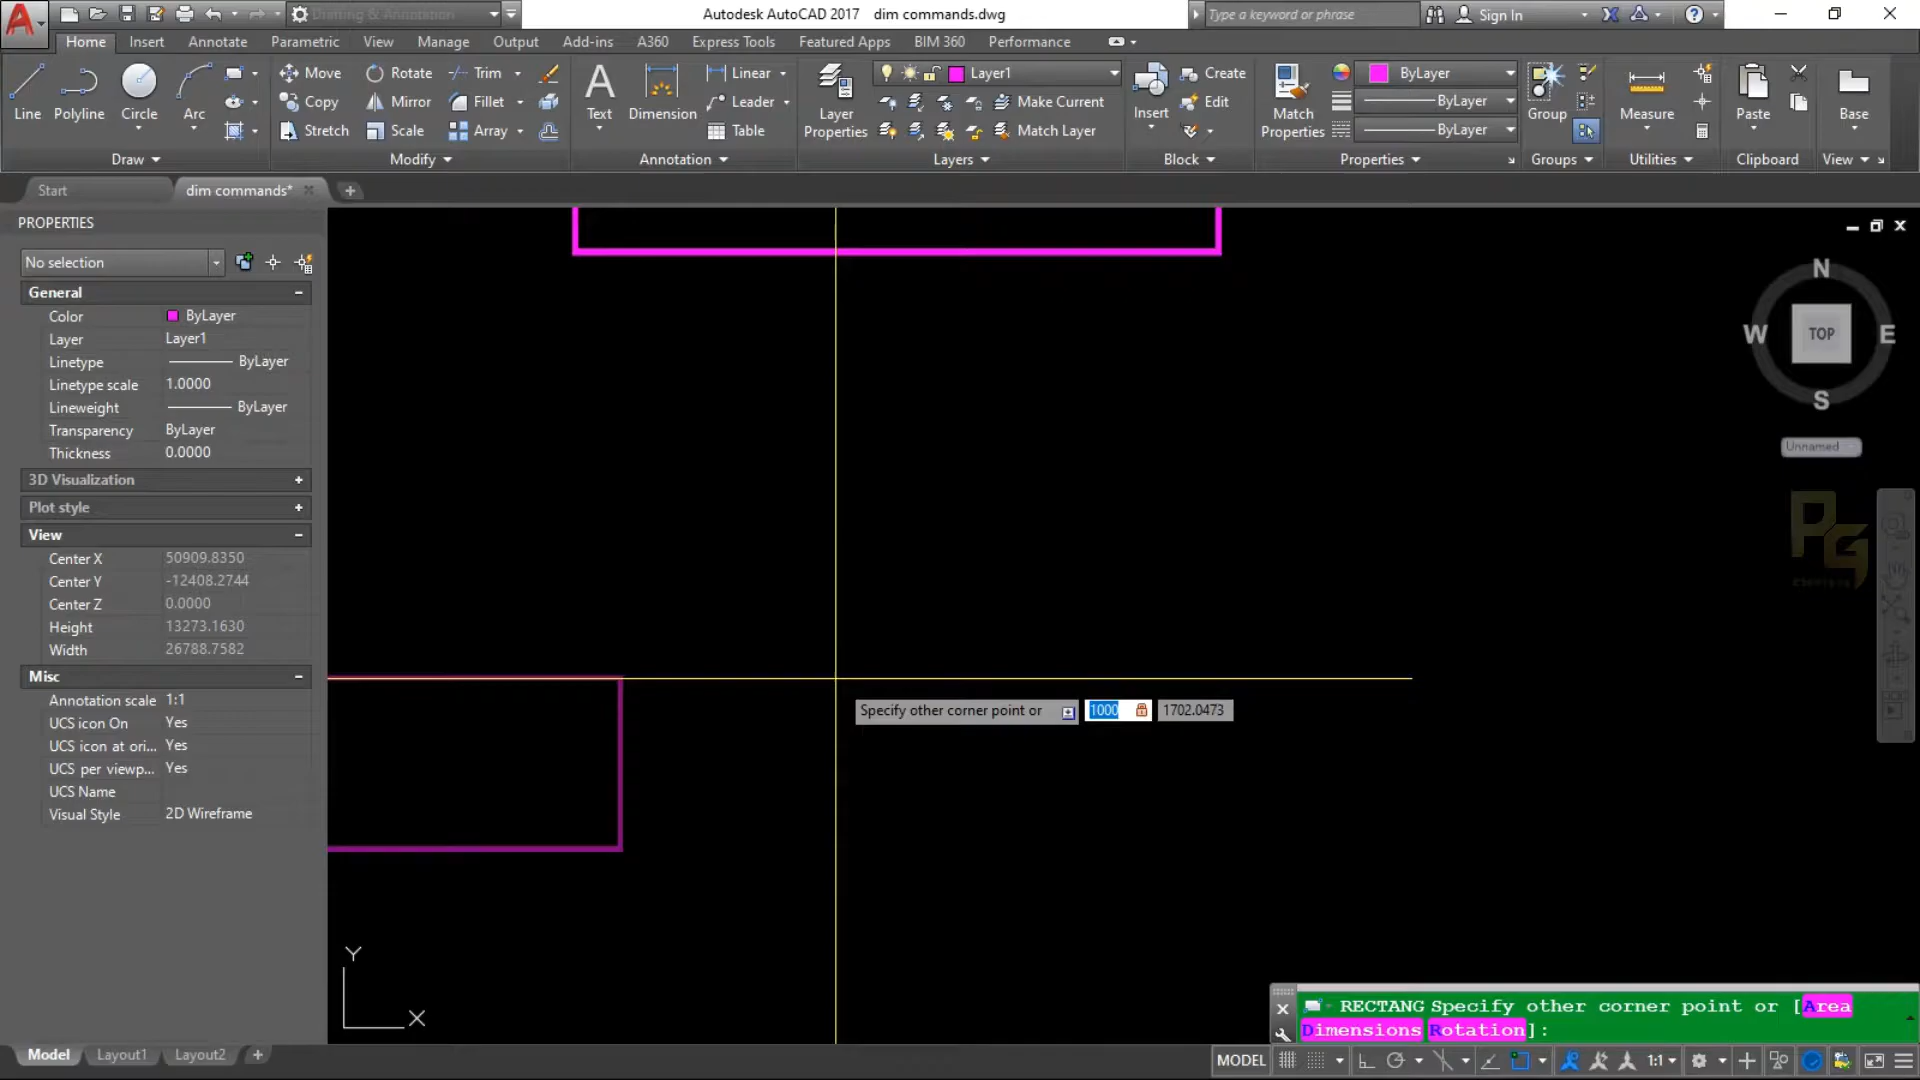 Drafting & Annotation
Autodesk AutoCAD 2017 dim commands.dwg
Type a keyword or phrase
Sign In
Home Insert Annotate Parametric View Manage Output Add-ins A360 Express Tools Featured Apps BIM 360 Performance
Line Polyline Circle Arc
Move Rotate Trim
Copy Mirror Fillet
Stretch Scale Array
A
Text Dimension
Linear
Leader
Table
Layer Properties
Layer1
Make Current
Match Layer
Insert
Create
Edit
Match Properties
ByLayer
ByLayer
ByLayer
Group
Measure
Paste
Base
Draw Modify Annotation Layers Block Properties Groups Utilities Clipboard View
Start dim commands*
PROPERTIES
No selection
General
Color ByLayer
Layer Layer1
Linetype ByLayer
Linetype scale 1.0000
Lineweight ByLayer
Transparency ByLayer
Thickness 0.0000
3D Visualization
Plot style
View
Center X 50909.8350
Center Y -12408.2744
Center Z 0.0000
Height 13273.1630
Width 26788.7582
Misc
Annotation scale 1:1
UCS icon On Yes
UCS icon at ori... Yes
UCS per viewp... Yes
UCS Name
Visual Style 2D Wireframe
N
W TOP E
S
Unnamed
PG
Specify other corner point or 1000 1702.0473
Y
X
RECTANG Specify other corner point or [Area
Dimensions Rotation]:
Model Layout1 Layout2
MODEL 1:1